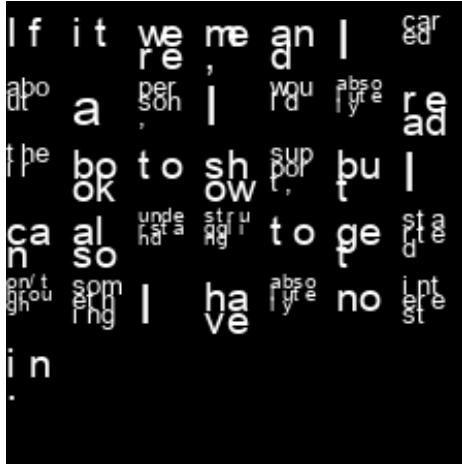 If it were me, and I cared
about a person, I would absolutely read
their book to show support, but I
can also understand struggling to get started
on/through something I have absolutely no interest
in.